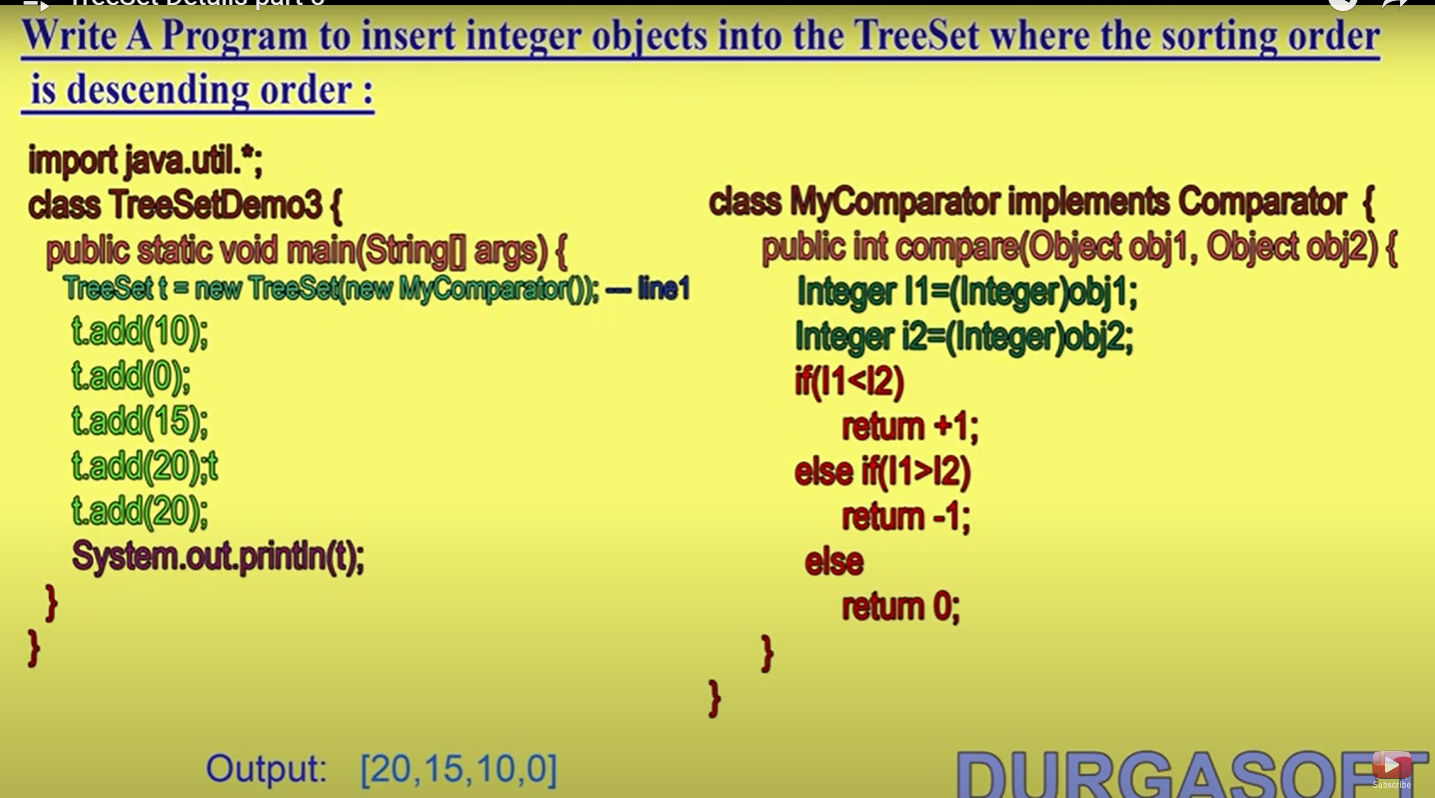 TreeSet Details part 3
Write A Program to insert integer objects into the TreeSet where the sorting order
is descending order :
import java.util.*;
class TreeSetDemo3 {
public static void main(String[] args) {
TreeSet t = new TreeSet(new MyComparator()); --- line1
t.add(10);
t.add(0);
t.add(15);
t.add(20);t
t.add(20);
System.out.println(t);
}
}
class MyComparator implements Comparator {
public int compare(Object obj1, Object obj2) {
Integer I1=(Integer)obj1;
Integer i2=(Integer)obj2;
if(I1<I2)
return +1;
else if(I1>I2)
return -1;
else
return 0;
}
}
Output: [20,15,10,0]
DURGASOFT
Subscribe